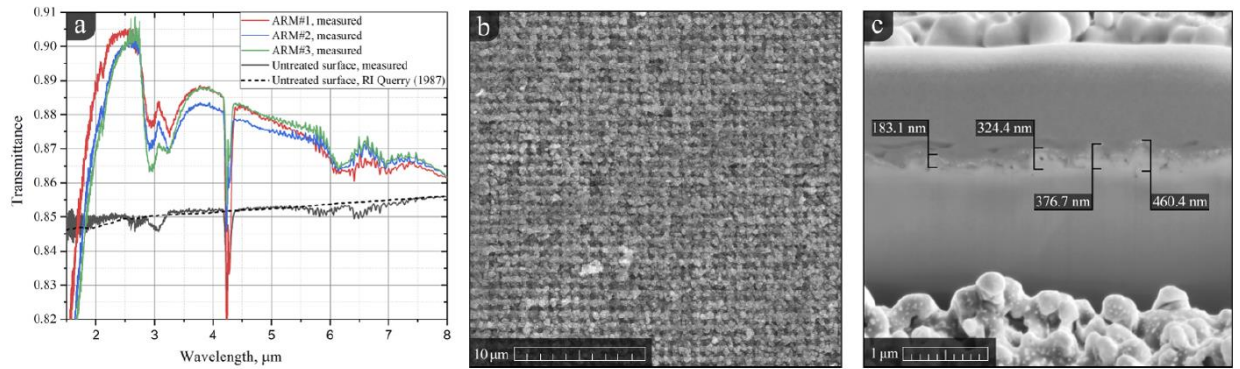 a
ARM#1, measured
ARM#2, measured
ARM#3, measured
Untreated surface, measured
Untreated surface, RI Querry (1987)
0.91
0.90
0.89
0.88
0.87
0.86
0.85
0.84
0.83
0.82
Transmittance
2 3 4 5 6 7 8
Wavelength, μm
b
10 μm
c
183.1 nm
324.4 nm
376.7 nm
460.4 nm
1 μm